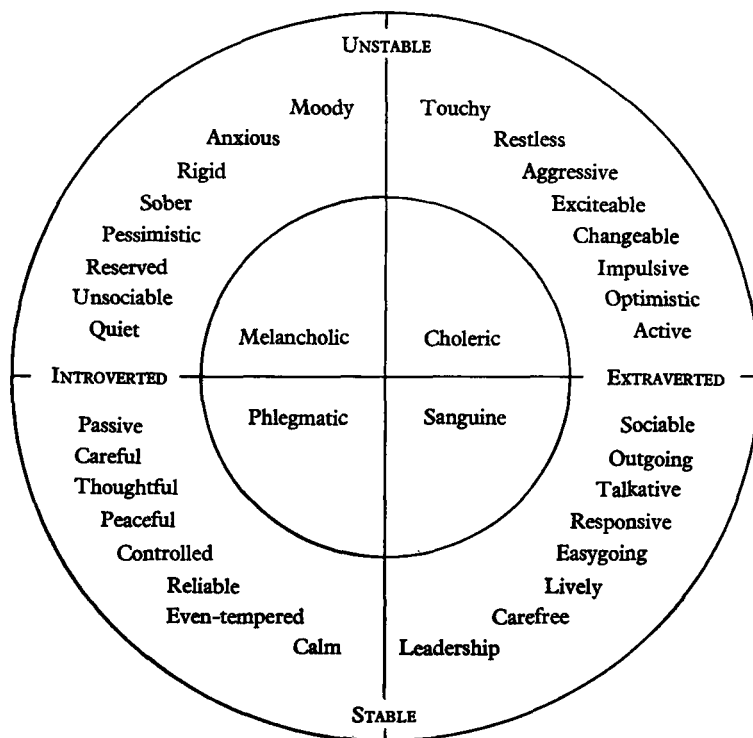 UNSTABLE
Moody Touchy
Anxious Restless
Rigid Aggressive
Sober Exciteable
Pessimistic Changeable
Reserved Impulsive
Unsociable Optimistic
Quiet Active
Melancholic Choleric
INTROVERTED EXTRAVERTED
Phlegmatic Sanguine
Passive Sociable
Careful Outgoing
Thoughtful Talkative
Peaceful Responsive
Controlled Easygoing
Reliable Lively
Even-tempered Carefree
Calm Leadership
STABLE